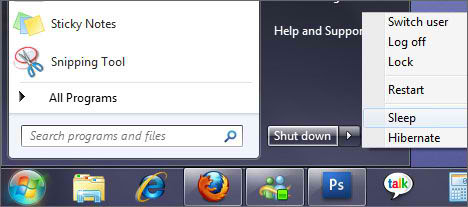 Sticky Notes
Snipping Tool
All Programs
Search programs and files
Help and Suppor
Shut down
Switch user
Log off
Lock
Restart
Sleep
Hibernate
Ps
talk